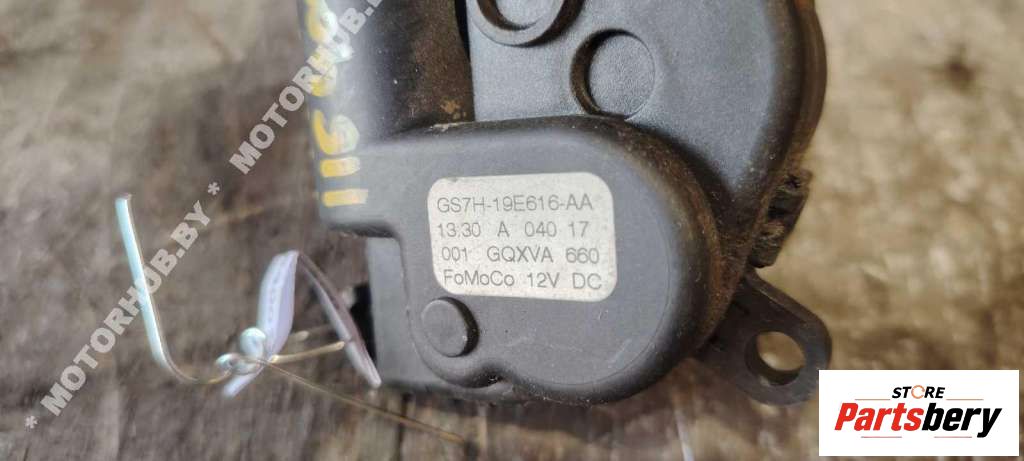 GS7H-19E616-AA
13:30 A 040 17
001 GQXVA 660
FoMoCo 12V DC
* MOTORHUB.BY * MOTORHUB.BY
STORE
Partsbery